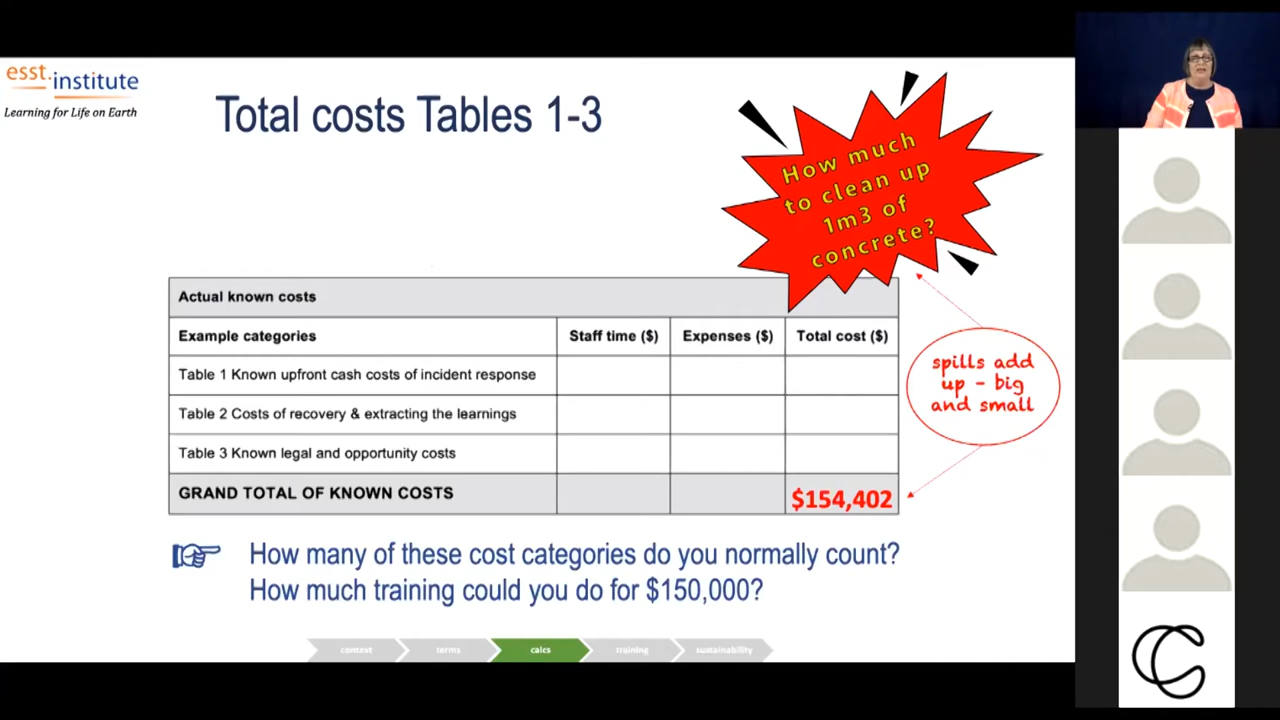 esst.institute
Learning for Life on Earth
Total costs Tables 1-3
How much
to clean up
1m3 of
concrete?
Actual known costs
Example categories Staff time ($) Expenses ($) Total cost ($)
Table 1 Known upfront cash costs of incident response
Table 2 Costs of recovery & extracting the learnings
Table 3 Known legal and opportunity costs
GRAND TOTAL OF KNOWN COSTS $154,402
spills add
up - big
and small
How many of these cost categories do you normally count?
How much training could you do for $150,000?
context terms calcs training sustainability